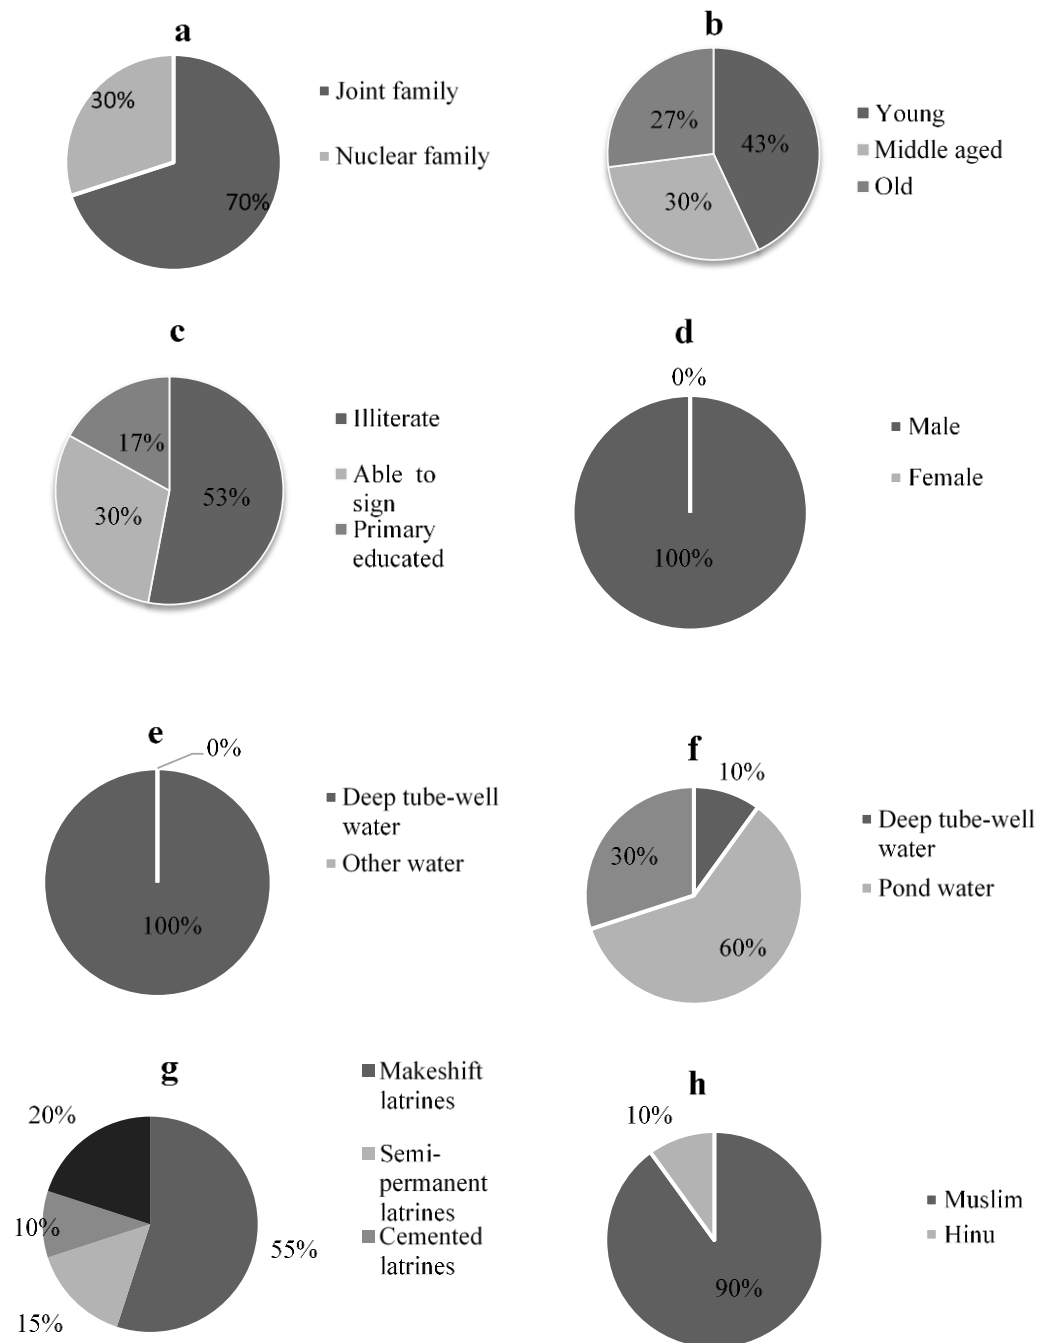 a
30%
70%
Joint family
Nuclear family
b
27%
43%
30%
Young
Middle aged
Old
c
17%
53%
30%
Illiterate
Able to
sign
Primary
educated
d
0%
100%
Male
Female
e
0%
100%
Deep tube-well
water
Other water
f
10%
30%
60%
Deep tube-well
water
Pond water
g
20%
10%
55%
15%
Makeshift
latrines
Semi-
permanent
latrines
Cemented
latrines
h
10%
90%
Muslim
Hinu